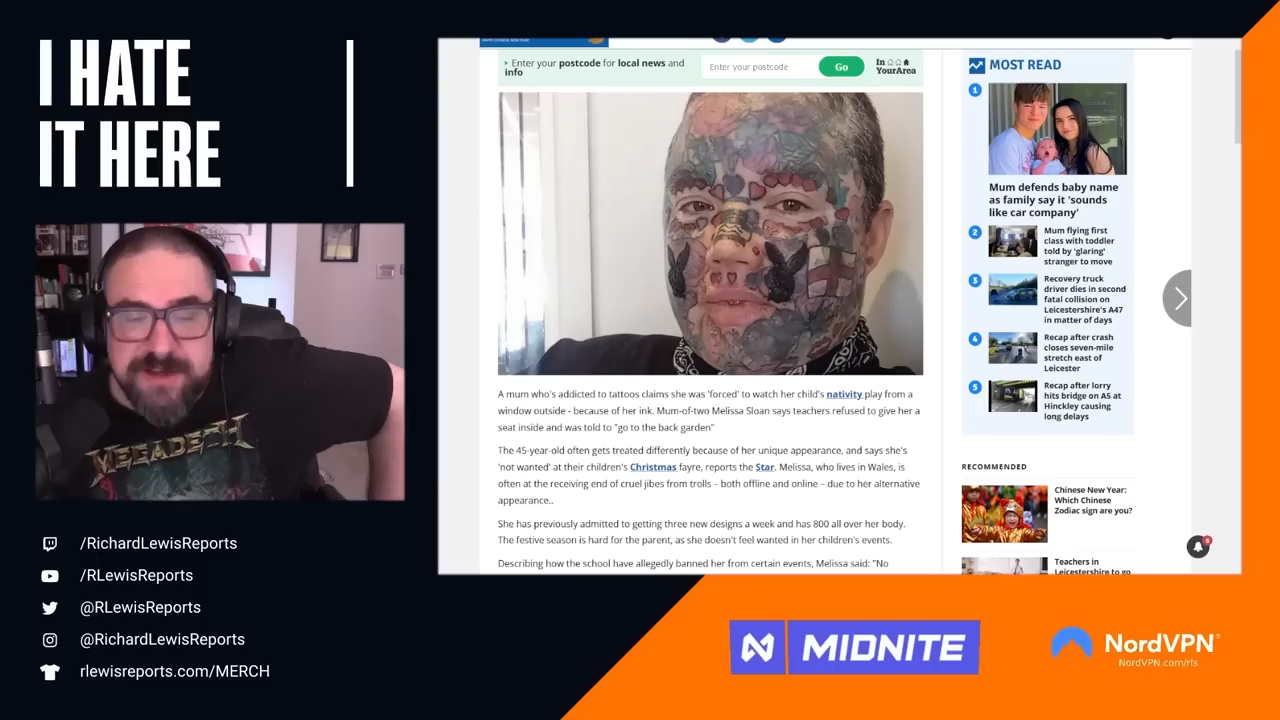 I HATE
IT HERE
MEGADETH
/RichardLewisReports
/RLewisReports
@RLewisReports
@RichardLewisReports
rlewisreports.com/MERCH
Enter your postcode for local news and
info
Enter your postcode
Go
In
YourArea
A mum who's addicted to tattoos claims she was 'forced' to watch her child's nativity play from a
window outside - because of her ink. Mum-of-two Melissa Sloan says teachers refused to give her a
seat inside and was told to "go to the back garden"
The 45-year-old often gets treated differently because of her unique appearance, and says she's
'not wanted' at their children's Christmas fayre, reports the Star. Melissa, who lives in Wales, is
often at the receiving end of cruel jibes from trolls – both offline and online – due to her alternative
appearance..
She has previously admitted to getting three new designs a week and has 800 all over her body.
The festive season is hard for the parent, as she doesn't feel wanted in her children's events.
Describing how the school have allegedly banned her from certain events, Melissa said: "No
MOST READ
1
Mum defends baby name
as family say it 'sounds
like car company'
2
Mum flying first
class with toddler
told by 'glaring'
stranger to move
3
Recovery truck
driver dies in second
fatal collision on
Leicestershire's A47
in matter of days
4
Recap after crash
closes seven-mile
stretch east of
Leicester
5
Recap after lorry
hits bridge on A5 at
Hinckley causing
long delays
RECOMMENDED
Chinese New Year:
Which Chinese
Zodiac sign are you?
Teachers in
Leicestershire to go
MIDNITE
NordVPN®
NordVPN.com/rls